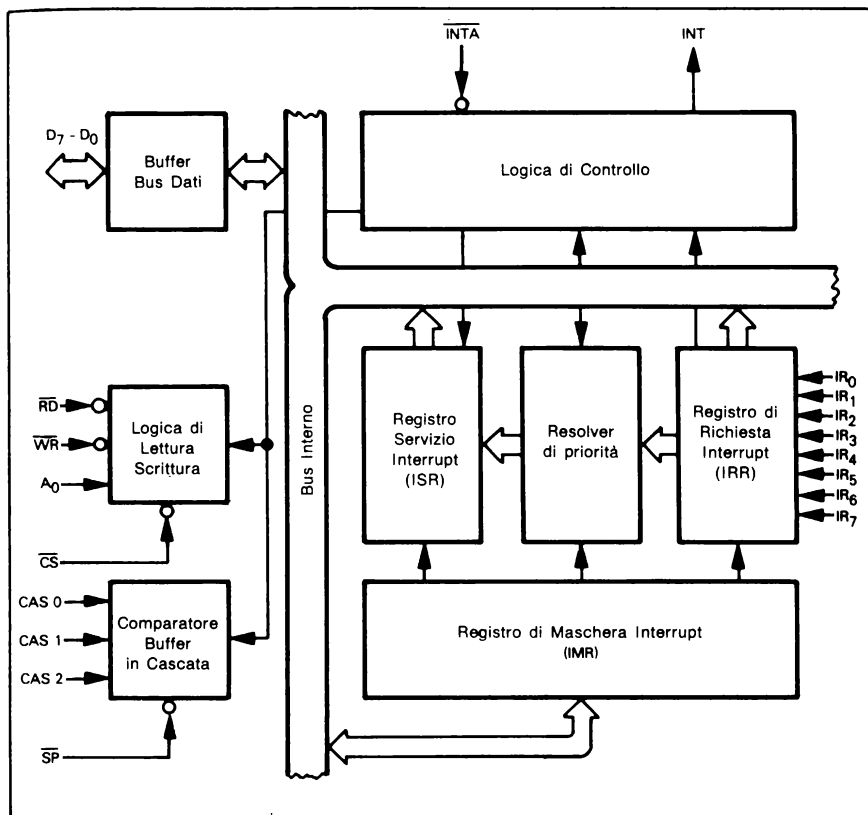 INTA
INT
D7 - D0
Buffer
Bus Dati
Logica di Controllo
RD
WR
A0
CS
Logica di
Lettura
Scrittura
Bus Interno
Registro
Servizio
Interrupt
(ISR)
Resolver
di priorità
Registro di
Richiesta
Interrupt
(IRR)
IR0
IR1
IR2
IR3
IR4
IR5
IR6
IR7
CAS 0
CAS 1
CAS 2
SP
Comparatore
Buffer
in Cascata
Registro di Maschera Interrupt
(IMR)